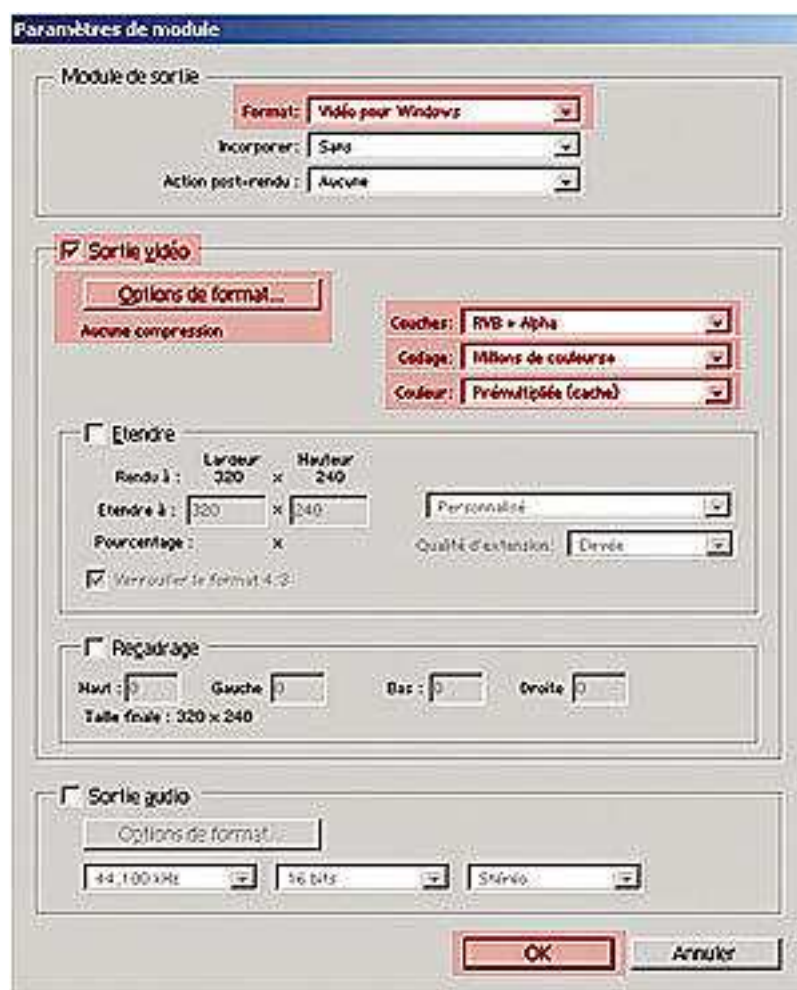 Paramètres de module
Module de sortie
Format: Vidéo pour Windows
Incorporer: Sans
Action post-rendu : Aucune
Sortie vidéo
Options de format...
Aucune compression
Couches: RVB + Alpha
Codage: Millions de couleurs+
Couleur: Prémultipliée (cache)
Etendre
Largeur Hauteur
Rendu à : 320 x 240
Etendre à : 320 x 240 Personnalisé
Pourcentage : x Qualité d'extension: Elevée
Verrouiller le format 4:3
Recadrage
Haut : 0 Gauche 0 Bas : 0 Droite 0
Taille finale : 320 x 240
Sortie audio
Options de format...
44,100 kHz 16 bits Stéréo
OK Annuler